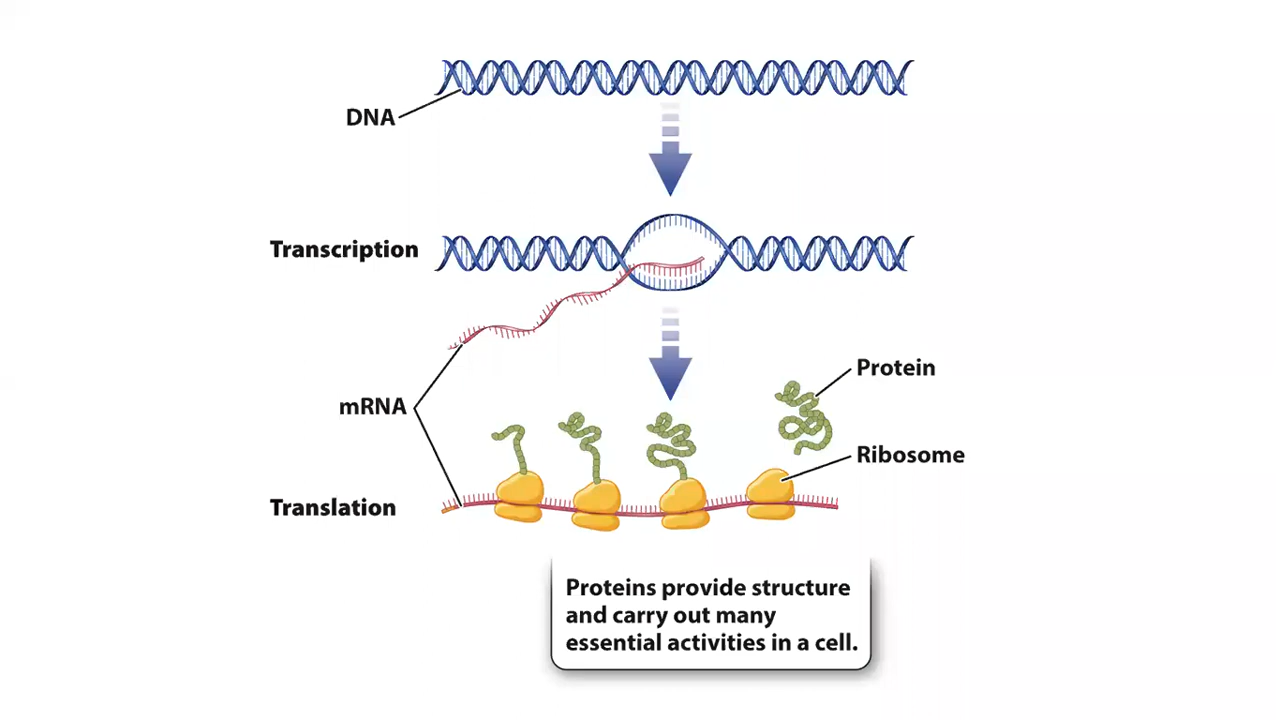 DNA
Transcription
mRNA
Protein
Ribosome
Translation
Proteins provide structure
and carry out many
essential activities in a cell.